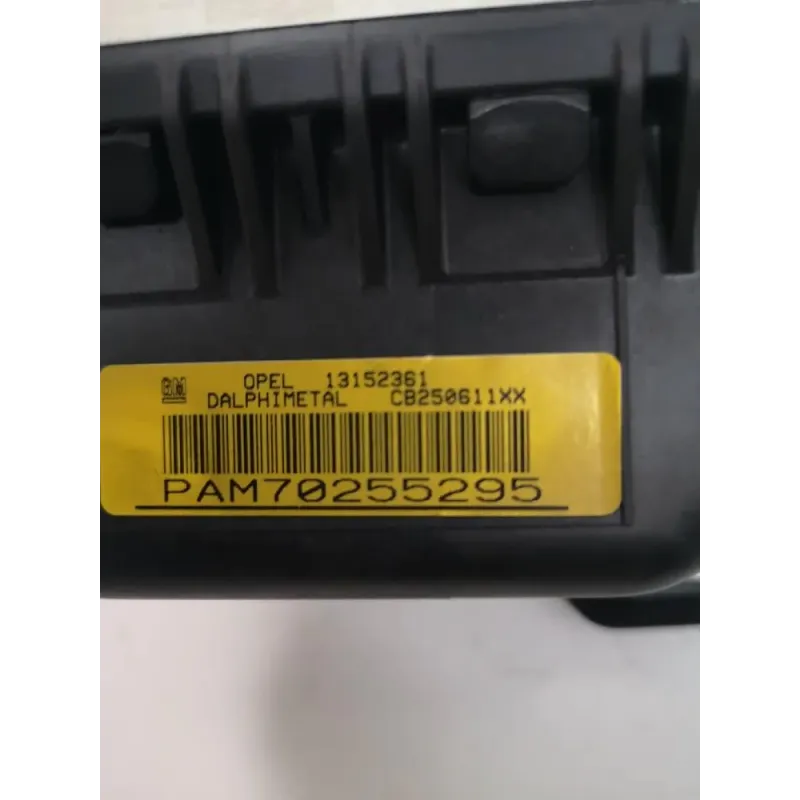 GM OPEL 13152361
DALPHIMETAL CB250611XX
PAM70255295